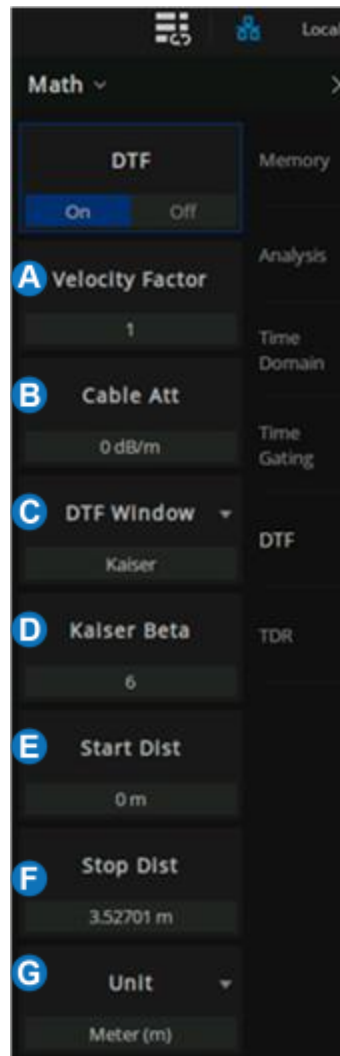 Local
Math
DTF
On Off
Memory
A Velocity Factor
1
Analysis
B Cable Att
0 dB/m
Time
Domain
C DTF Window
Kaiser
Time
Gating
D Kaiser Beta
6
DTF
E Start Dist
0 m
TDR
F Stop Dist
3.52701 m
G Unit
Meter (m)